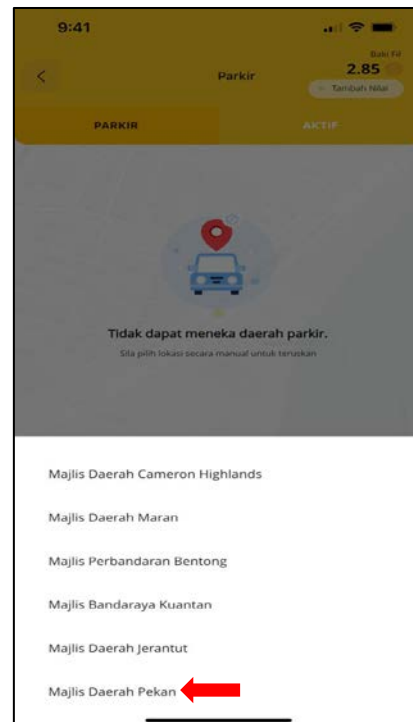 9:41
Baki Fi
Parkir
2.85
Tambah Nilai
PARKIR
AKTIF
Tidak dapat meneka daerah parkir.
Sila pilih lokasi secara manual untuk teruskan
Majlis Daerah Cameron Highlands
Majlis Daerah Maran
Majlis Perbandaran Bentong
Majlis Bandaraya Kuantan
Majlis Daerah Jerantut
Majlis Daerah Pekan